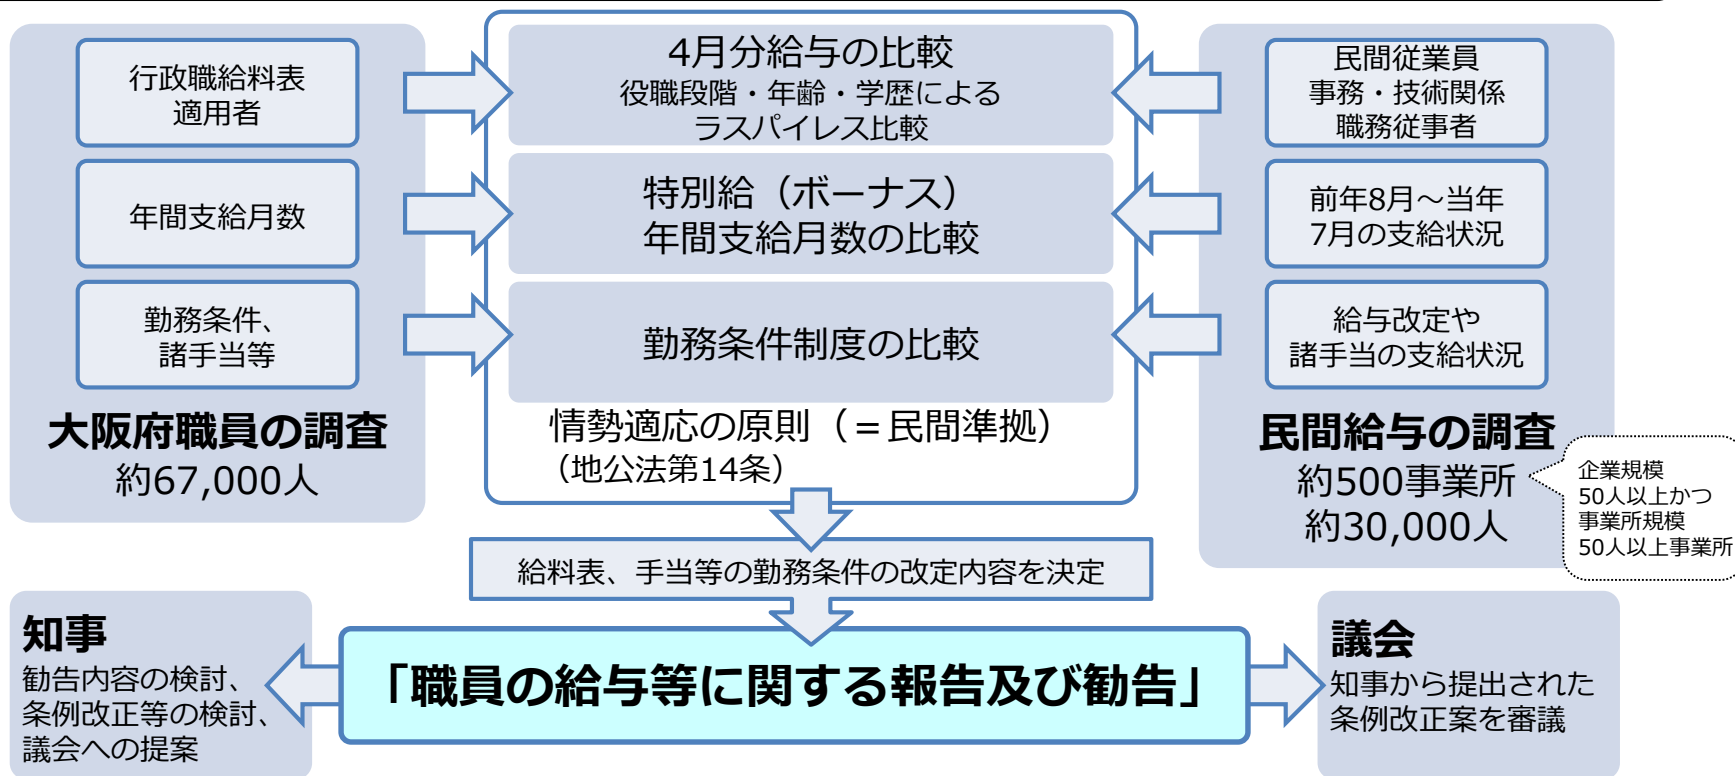 行政職給料表
適用者
年間支給月数
勤務条件、
諸手当等
大阪府職員の調査
約67,000人
4月分給与の比較
役職段階・年齢・学歴による
ラスパイレス比較
特別給（ボーナス）
年間支給月数の比較
勤務条件制度の比較
情勢適応の原則（＝民間準拠）
（地公法第14条）
民間従業員
事務・技術関係
職務従事者
前年8月～当年
7月の支給状況
給与改定や
諸手当の支給状況
民間給与の調査
約500事業所
約30,000人
企業規模
50人以上かつ
事業所規模
50人以上事業所
給料表、手当等の勤務条件の改定内容を決定
「職員の給与等に関する報告及び勧告」
知事
勧告内容の検討、
条例改正等の検討、
議会への提案
議会
知事から提出された
条例改正案を審議